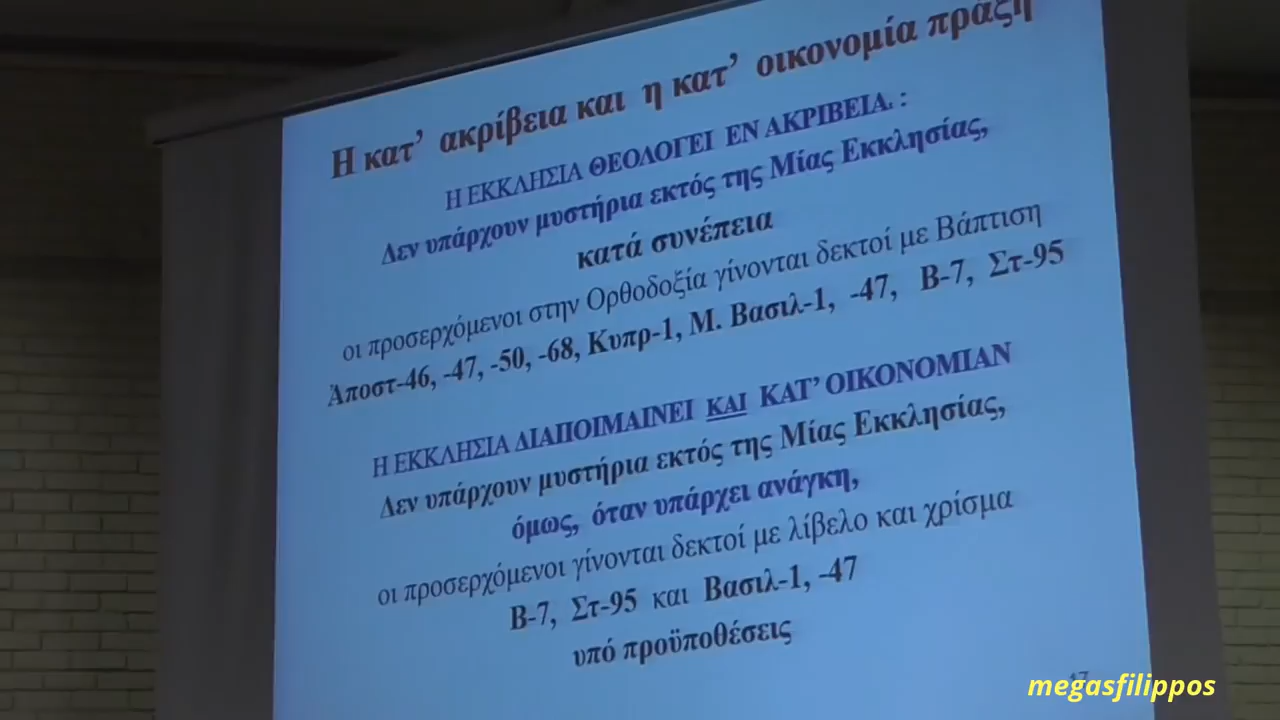 Η κατ’ ακρίβεια και η κατ’ οικονομία πράξη
Η ΕΚΚΛΗΣΙΑ ΘΕΟΛΟΓΕΙ ΕΝ ΑΚΡΙΒΕΙΑ. :
Δεν υπάρχουν μυστήρια εκτός της Μίας Εκκλησίας,
κατά συνέπεια
οι προσερχόμενοι στην Ορθοδοξία γίνονται δεκτοί με Βάπτιση
Ἀποστ-46, -47, -50, -68, Κυπρ-1, Μ. Βασιλ-1, -47, Β-7, Στ-95
Η ΕΚΚΛΗΣΙΑ ΔΙΑΠΟΙΜΑΙΝΕΙ ΚΑΙ ΚΑΤ’ ΟΙΚΟΝΟΜΙΑΝ
Δεν υπάρχουν μυστήρια εκτός της Μίας Εκκλησίας,
όμως, όταν υπάρχει ανάγκη,
οι προσερχόμενοι γίνονται δεκτοί με λίβελο και χρίσμα
Β-7, Στ-95 και Βασιλ-1, -47
υπό προϋποθέσεις
megasfilippos